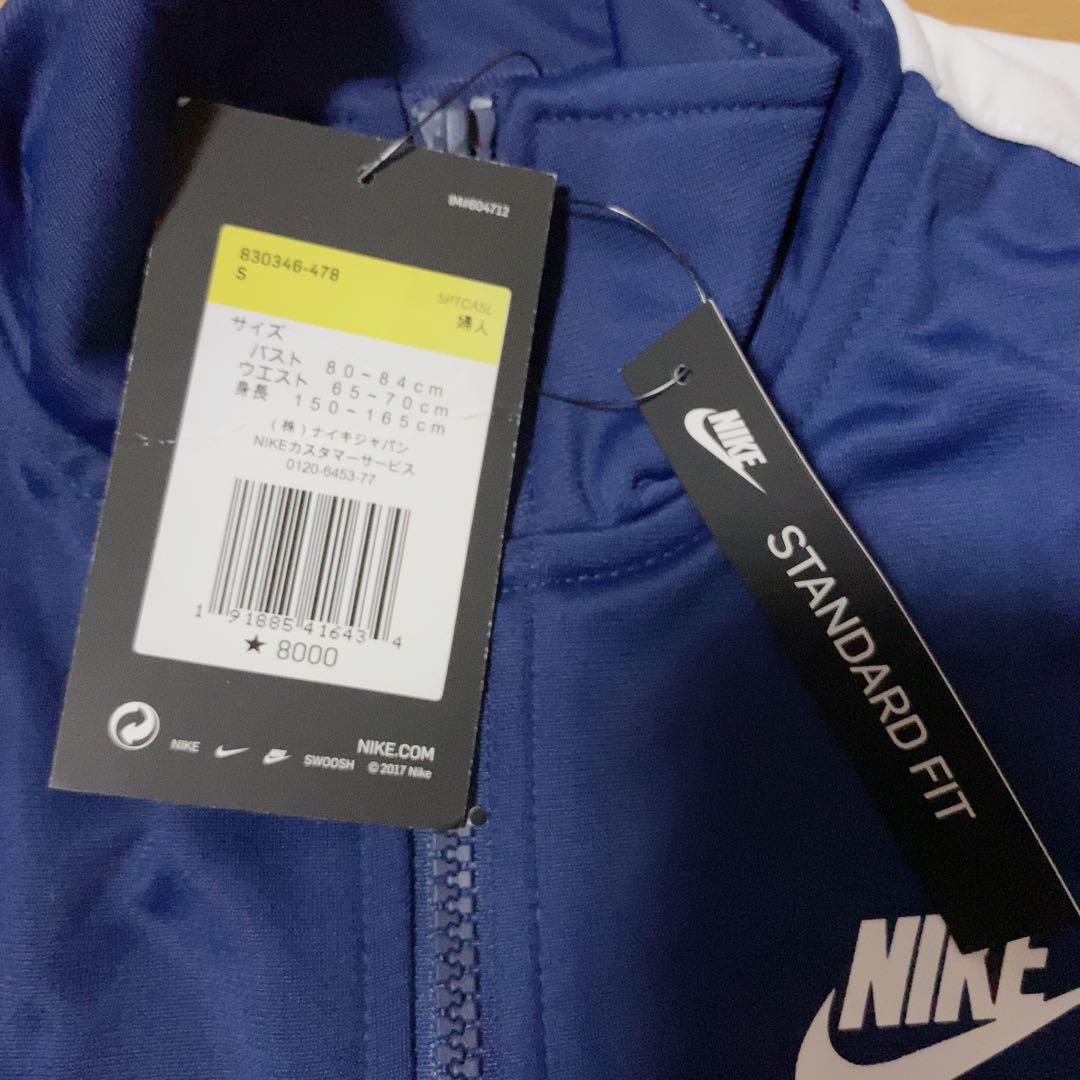 IM#804712
830346-478
S
SPTCASL
婦人
サイズ
バスト 80-84cm
ウエスト 65-70cm
身長 150-165cm
(株)ナイキジャパン
NIKEカスタマーサービス
0120-6453-77
1 91885 41643 4
★ 8000
NIKE SWOOSH
NIKE.COM
© 2017 Nike
NIKE
STANDARD FIT
NIKE